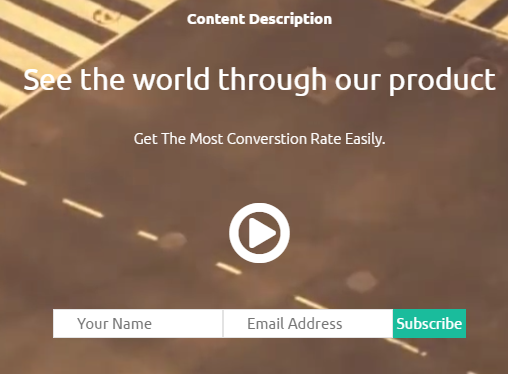 Content Description
See the world through our product
Get The Most Converstion Rate Easily.
Your Name Email Address Subscribe